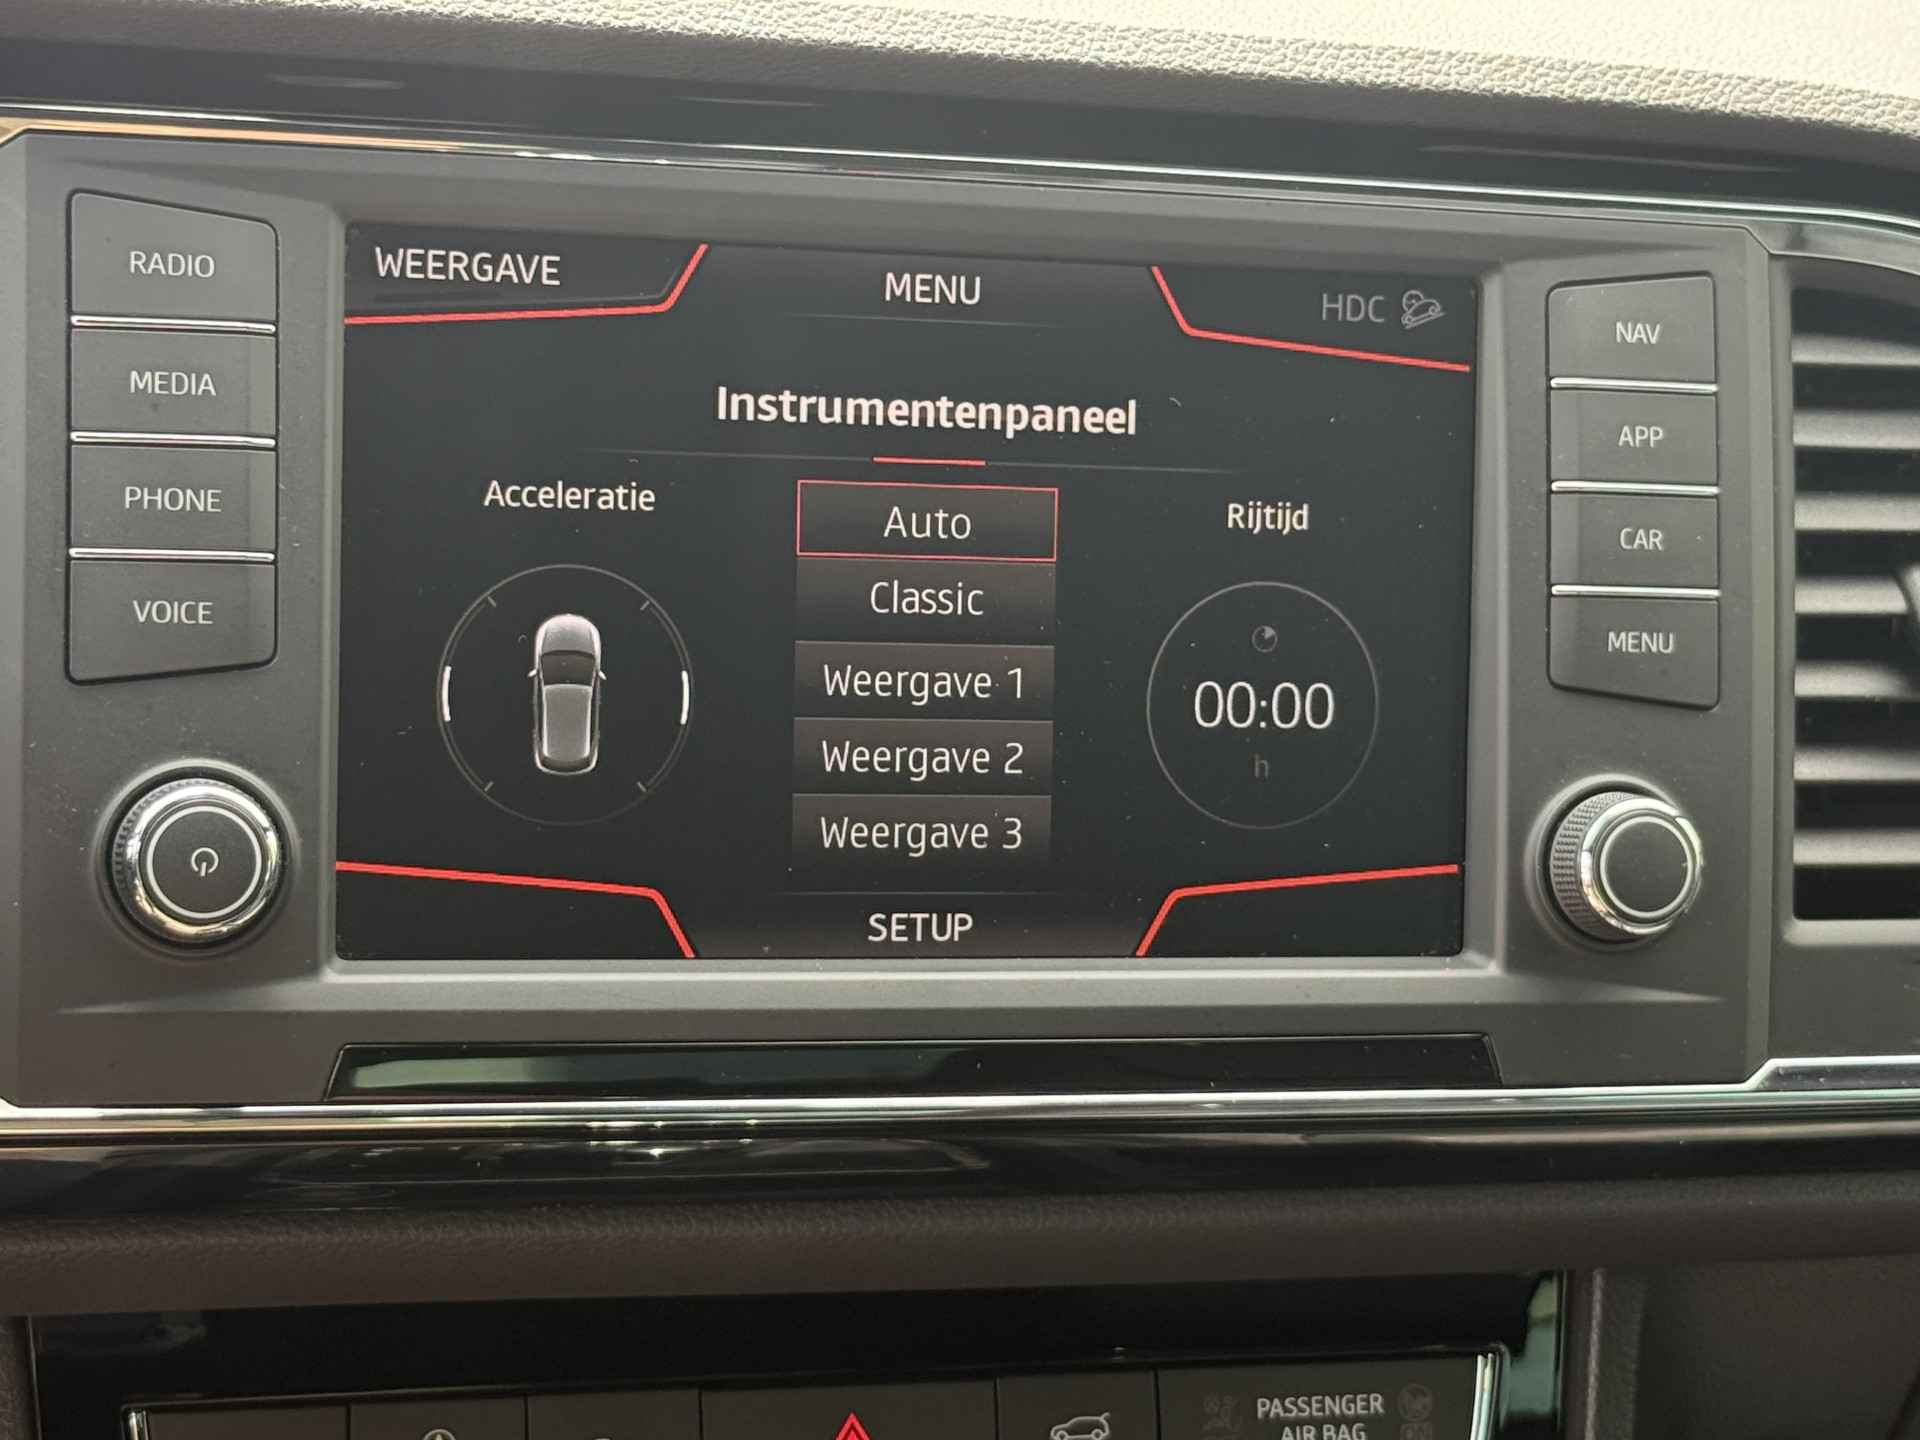 RADIO
MEDIA
PHONE
VOICE
WEERGAVE
MENU
HDC
Instrumentenpaneel
Acceleratie
Auto
Classic
Weergave 1
Weergave 2
Weergave 3
Rijtijd
00:00
h
SETUP
NAV
APP
CAR
MENU
PASSENGER
AIR BAG